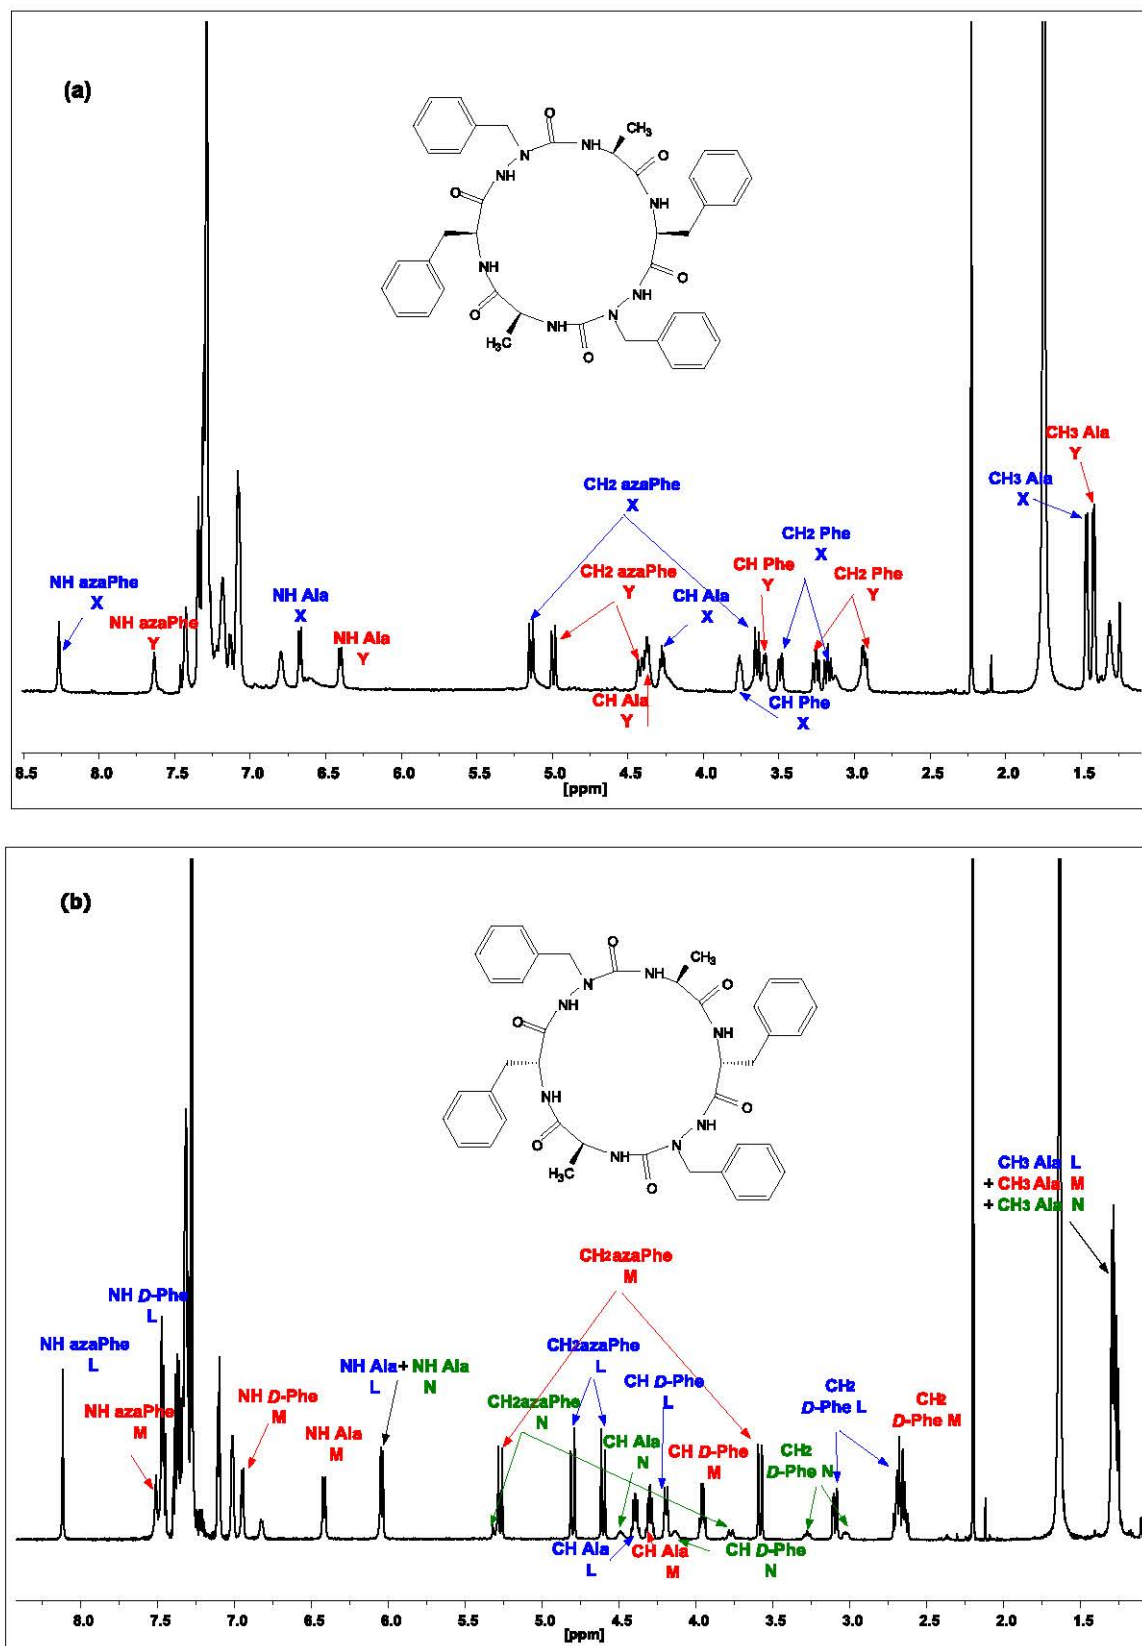 (a)
O
CH₃
NH
N
O
O
NH
NH
O
NH
NH
O
O
N
NH
H₃C
O
CH3 Ala
Y
CH3 Ala
X
CH2 azaPhe
X
CH2 Phe
X
CH2 azaPhe
Y
CH Phe
Y
CH2 Phe
Y
NH azaPhe
X
NH Ala
X
CH Ala
X
NH azaPhe
Y
NH Ala
Y
CH Ala
Y
CH Phe
X
8.5 8.0 7.5 7.0 6.5 6.0 5.5 5.0 4.5 4.0 3.5 3.0 2.5 2.0 1.5
[ppm]
(b)
O
CH₃
NH
N
O
O
NH
NH
O
NH
NH
O
O
N
NH
H₃C
O
CH3 Ala L
+ CH3 Ala M
+ CH3 Ala N
CH2azaPhe
M
NH D-Phe
L
NH azaPhe
L
CH2azaPhe
L
NH Ala + NH Ala
L N
CH D-Phe
L
CH2
D-Phe L
CH2
D-Phe M
NH azaPhe
M
NH D-Phe
M
CH2azaPhe
N
NH Ala
M
CH Ala
N
CH D-Phe
M
CH2
D-Phe N
CH Ala
L
CH Ala
M
CH D-Phe
N
8.0 7.5 7.0 6.5 6.0 5.5 5.0 4.5 4.0 3.5 3.0 2.5 2.0 1.5
[ppm]